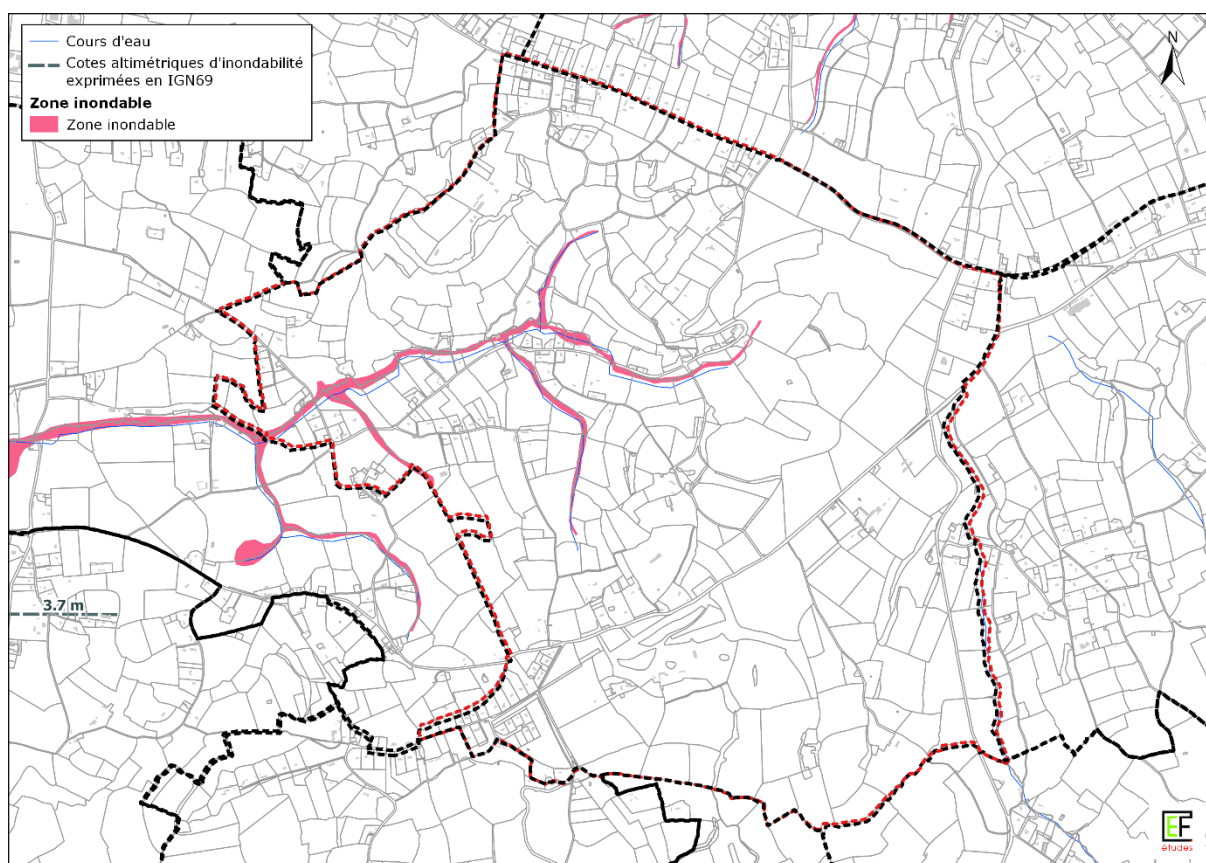 Cours d'eau
Cotes altimétriques d'inondabilité
exprimées en IGN69
Zone inondable
Zone inondable
N
3.7 m
EF
études